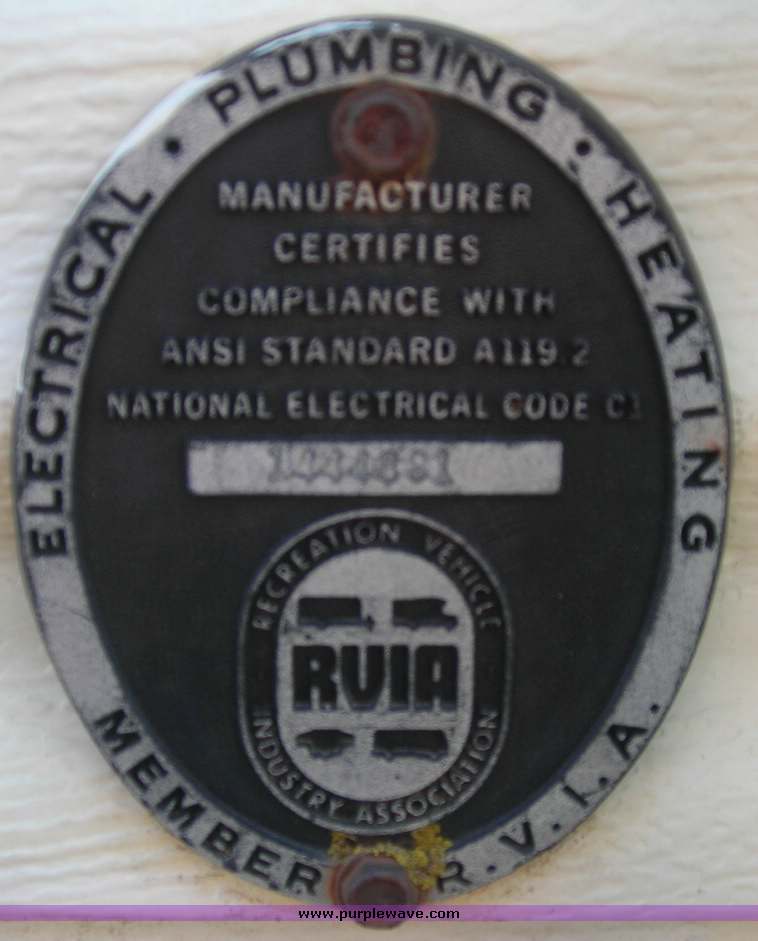 ELECTRICAL · PLUMBING · HEATING
MANUFACTURER
CERTIFIES
COMPLIANCE WITH
ANSI STANDARD A119.2
NATIONAL ELECTRICAL CODE C1
RECREATION VEHICLE
RVIA
INDUSTRY ASSOCIATION
MEMBER R.V.I.A.
www.purplewave.com